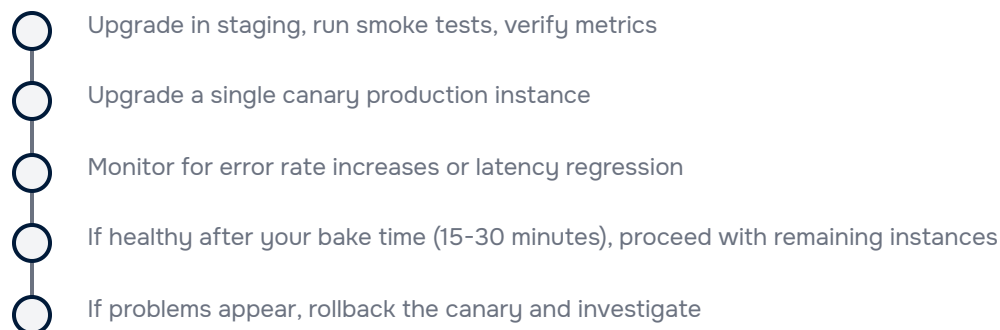 Upgrade in staging, run smoke tests, verify metrics
Upgrade a single canary production instance
Monitor for error rate increases or latency regression
If healthy after your bake time (15-30 minutes), proceed with remaining instances
If problems appear, rollback the canary and investigate